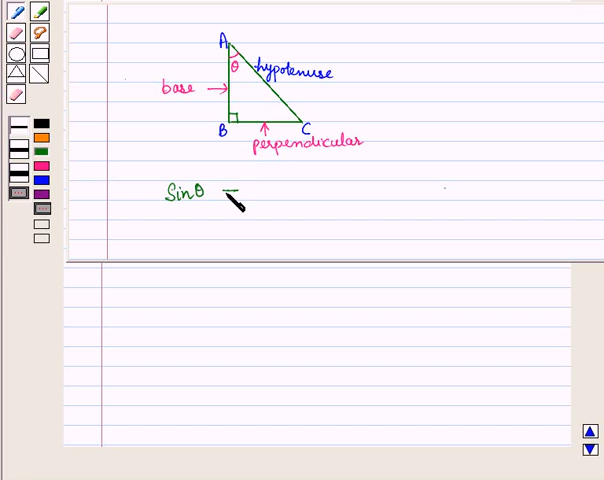 A
θ
hypotenuse
base →
B
C
perpendicular
Sinθ =